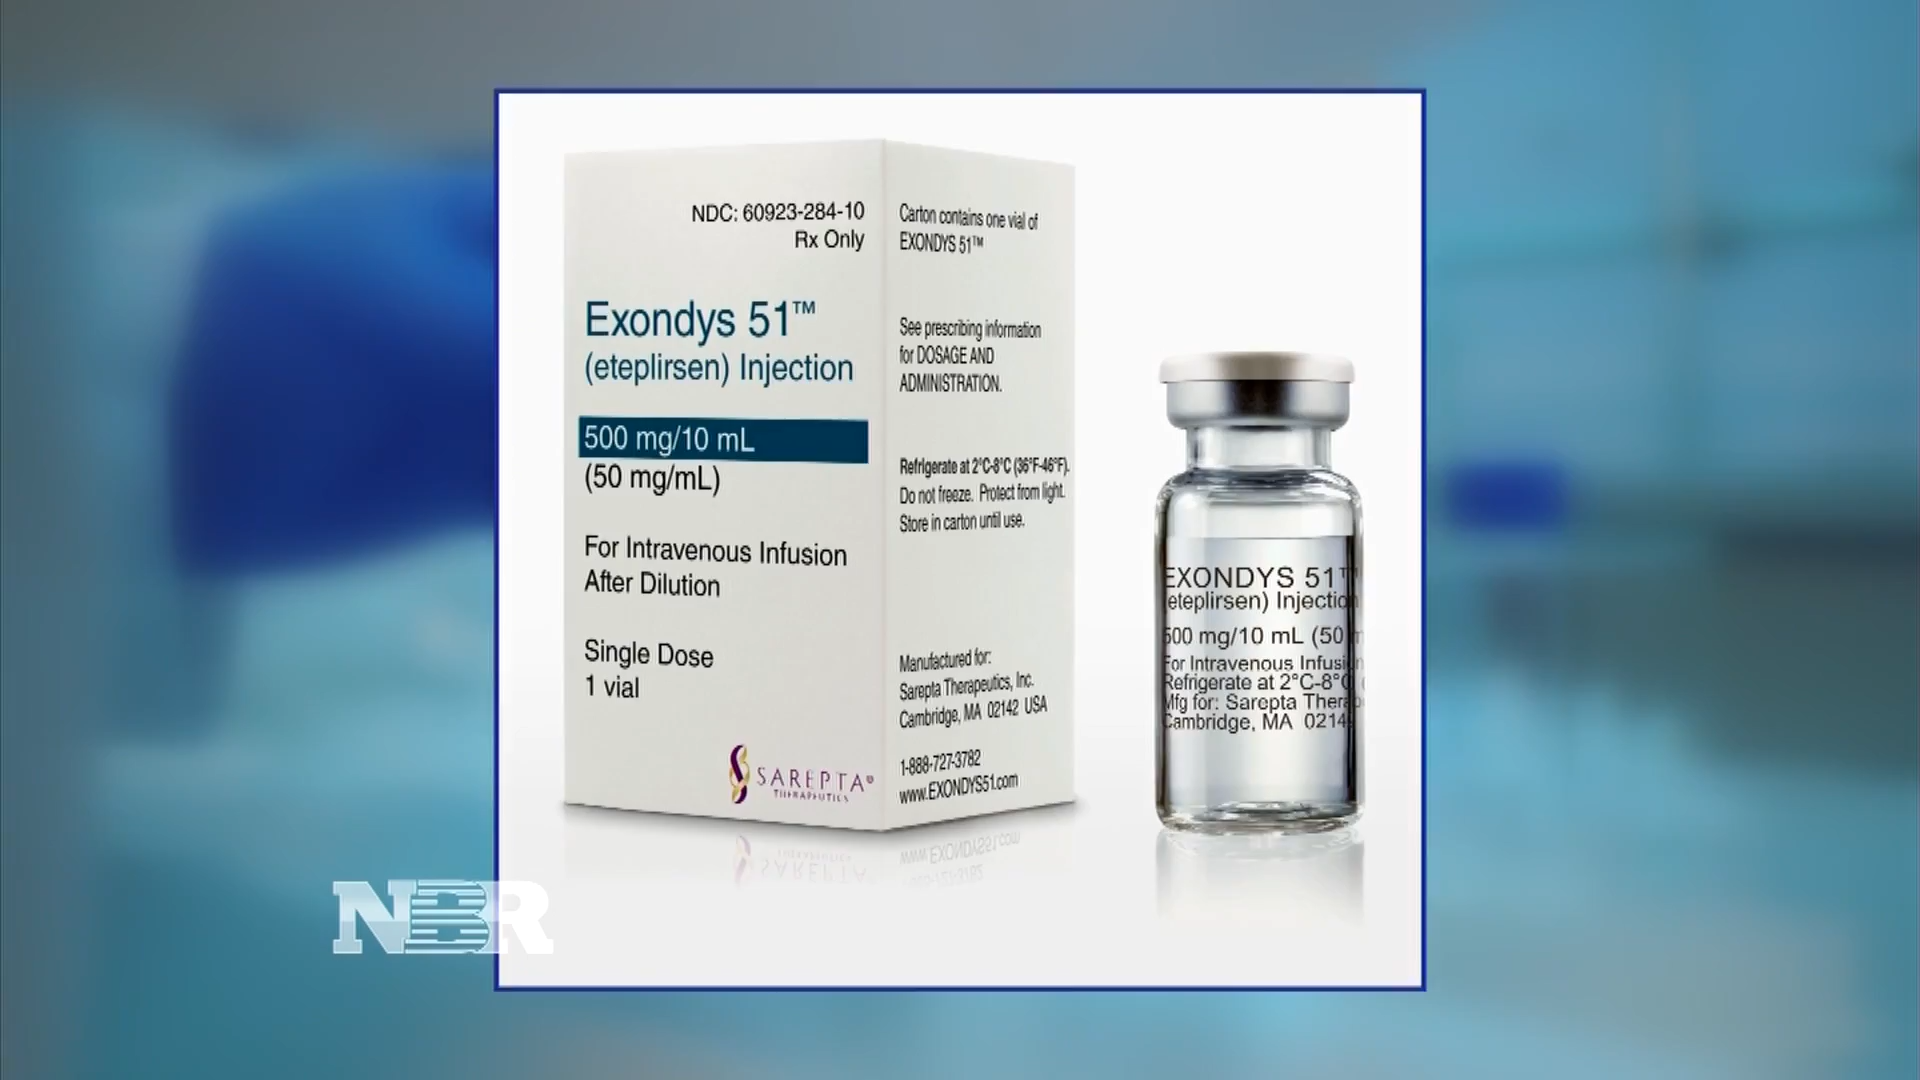 NDC: 60923-284-10
Rx Only
Exondys 51™
(eteplirsen) Injection
500 mg/10 mL
(50 mg/mL)
For Intravenous Infusion
After Dilution
Single Dose
1 vial
SAREPTA®
THERAPEUTICS
Carton contains one vial of
EXONDYS 51™
See prescribing information
for DOSAGE AND
ADMINISTRATION.
Refrigerate at 2°C-8°C (36°F-46°F).
Do not freeze. Protect from light.
Store in carton until use.
Manufactured for:
Sarepta Therapeutics, Inc.
Cambridge, MA 02142 USA
1-888-727-3782
www.EXONDYS51.com
EXONDYS 51™
(eteplirsen) Injection
500 mg/10 mL (50
For Intravenous Infusion
Refrigerate at 2°C-8°C
Mfg for: Sarepta
Cambridge, MA
NBR